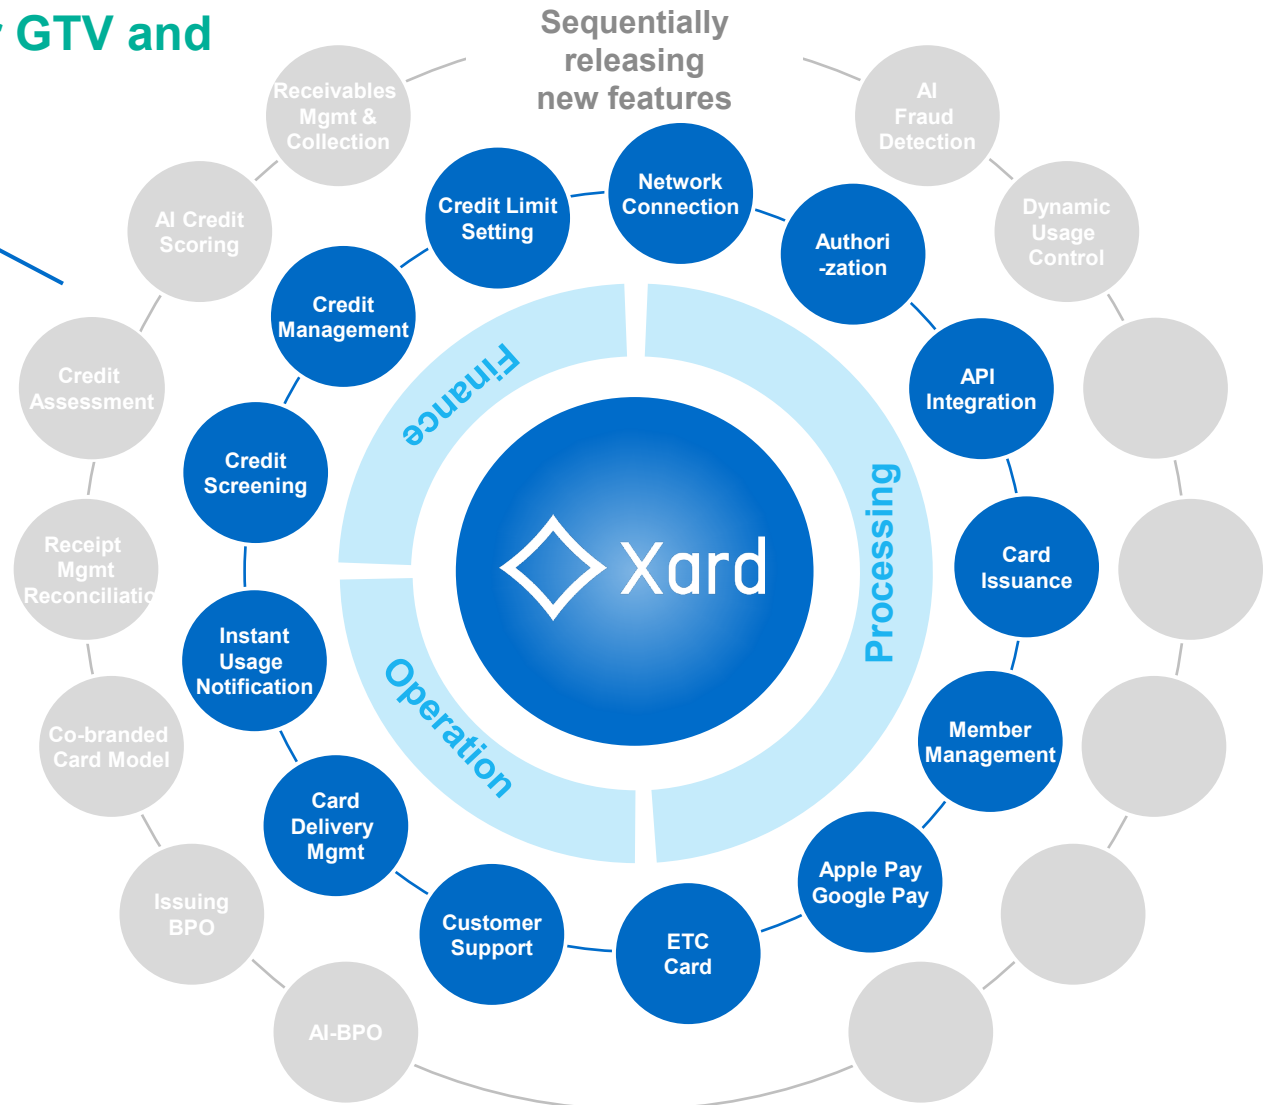 r GTV and
Sequentially
releasing
new features
Receivables
Mgmt &
Collection
AI
Fraud
Detection
AI Credit
Scoring
Dynamic
Usage
Control
Credit
Assessment
Receipt
Mgmt
Reconciliatio
Co-branded
Card Model
Issuing
BPO
AI-BPO
Credit Limit
Setting
Network
Connection
Authori
-zation
Credit
Management
API
Integration
Credit
Screening
Card
Issuance
Instant
Usage
Notification
Member
Management
Card
Delivery
Mgmt
Apple Pay
Google Pay
Customer
Support
ETC
Card
Finance
Processing
Operation
Xard